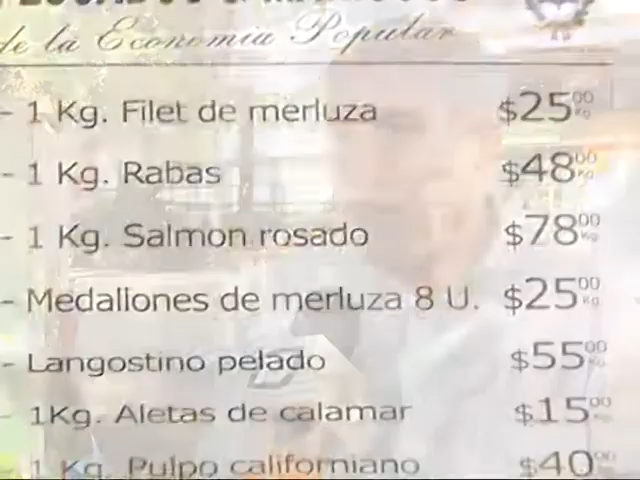 de la Economia Popular
- 1 Kg. Filet de merluza $25.00 Kg
- 1 Kg. Rabas $48.00 Kg
- 1 Kg. Salmon rosado $78.00 Kg
- Medallones de merluza 8 U. $25.00 Kg
- Langostino pelado $55.00 Kg
- 1Kg. Aletas de calamar $15.00 Kg
- 1 Kg. Pulpo californiano $40.00